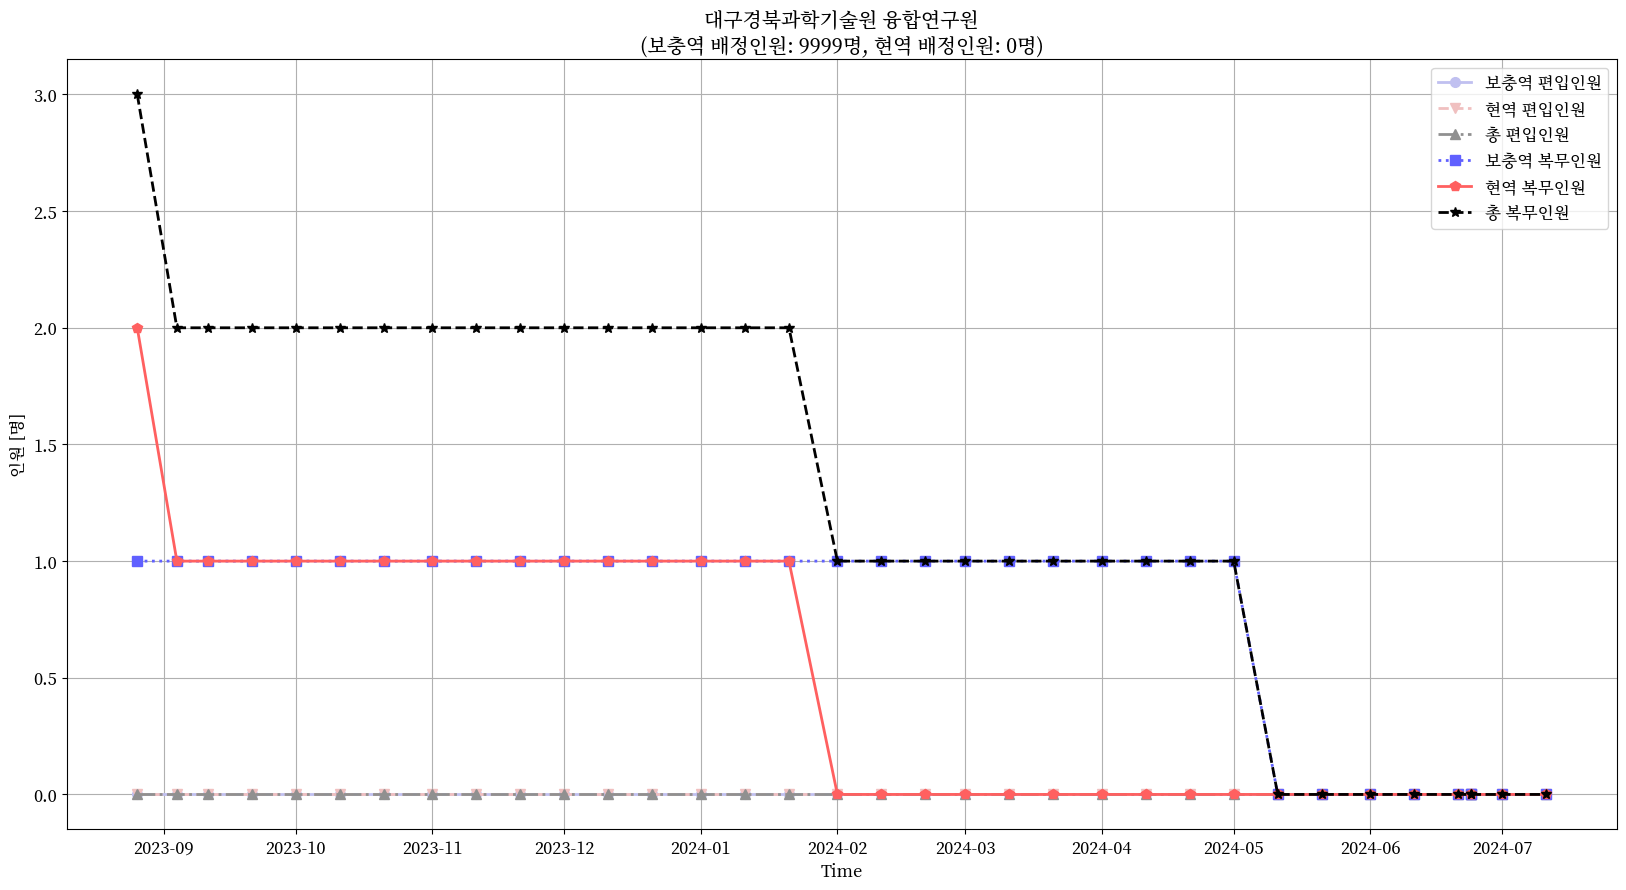 대구경북과학기술원 융합연구원
(보충역 배정인원: 9999명, 현역 배정인원: 0명)
보충역 편입인원
현역 편입인원
총 편입인원
보충역 복무인원
현역 복무인원
총 복무인원
인원 [명]
3.0
2.5
2.0
1.5
1.0
0.5
0.0
2023-09
2023-10
2023-11
2023-12
2024-01
2024-02
2024-03
2024-04
2024-05
2024-06
2024-07
Time